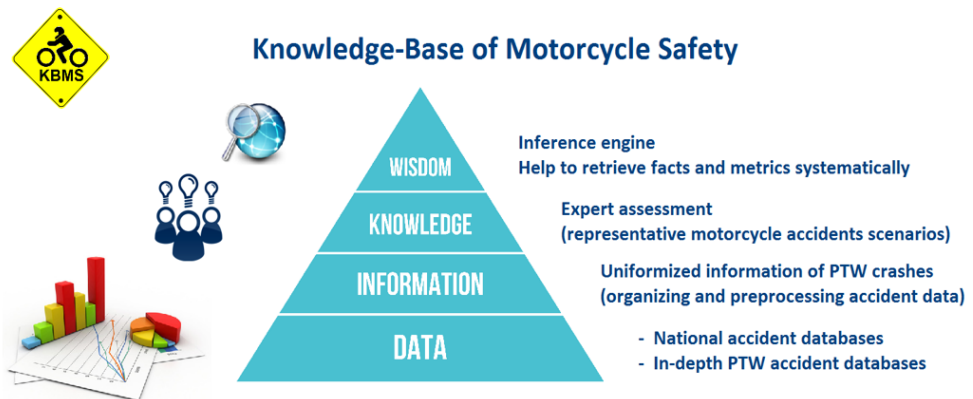 KBMS
Knowledge-Base of Motorcycle Safety
WISDOM
Inference engine
Help to retrieve facts and metrics systematically
KNOWLEDGE
Expert assessment
(representative motorcycle accidents scenarios)
INFORMATION
Uniformized information of PTW crashes
(organizing and preprocessing accident data)
DATA
- National accident databases
- In-depth PTW accident databases